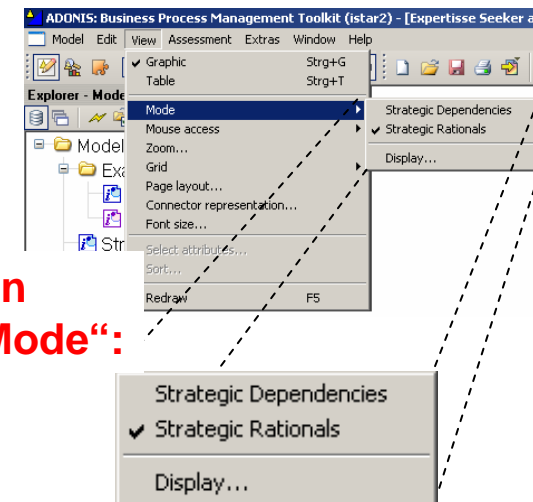 ADONIS: Business Process Management Toolkit (istar2) - [Expertisse Seeker a
Model Edit View Assessment Extras Window Help
Graphic Strg+G
Table Strg+T
Explorer - Mode
Mode
Mouse access
Zoom...
Grid
Page layout...
Connector representation...
Font size...
Select attributes...
Sort...
Redraw F5
Strategic Dependencies
Strategic Rationals
Display...
Model
Exa
Str
n
Mode“:
Strategic Dependencies
Strategic Rationals
Display...